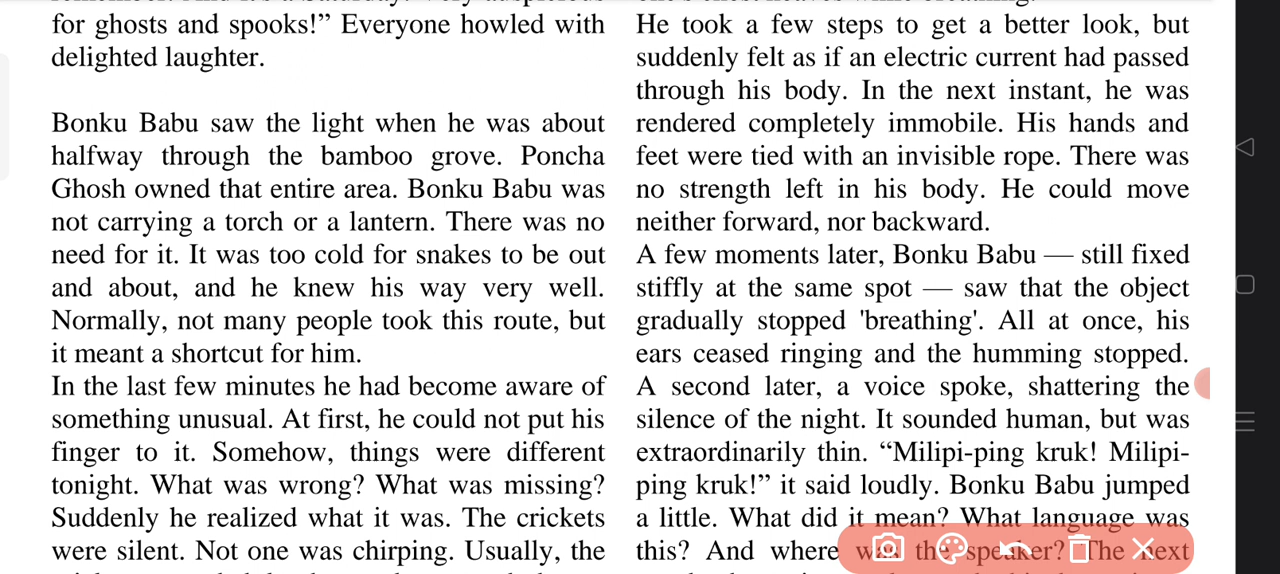 for ghosts and spooks!” Everyone howled with
delighted laughter.
Bonku Babu saw the light when he was about
halfway through the bamboo grove. Poncha
Ghosh owned that entire area. Bonku Babu was
not carrying a torch or a lantern. There was no
need for it. It was too cold for snakes to be out
and about, and he knew his way very well.
Normally, not many people took this route, but
it meant a shortcut for him.
In the last few minutes he had become aware of
something unusual. At first, he could not put his
finger to it. Somehow, things were different
tonight. What was wrong? What was missing?
Suddenly he realized what it was. The crickets
were silent. Not one was chirping. Usually, the
He took a few steps to get a better look, but
suddenly felt as if an electric current had passed
through his body. In the next instant, he was
rendered completely immobile. His hands and
feet were tied with an invisible rope. There was
no strength left in his body. He could move
neither forward, nor backward.
A few moments later, Bonku Babu — still fixed
stiffly at the same spot — saw that the object
gradually stopped 'breathing'. All at once, his
ears ceased ringing and the humming stopped.
A second later, a voice spoke, shattering the
silence of the night. It sounded human, but was
extraordinarily thin. “Milipi-ping kruk! Milipi-
ping kruk!” it said loudly. Bonku Babu jumped
a little. What did it mean? What language was
this? And where was the speaker? The next